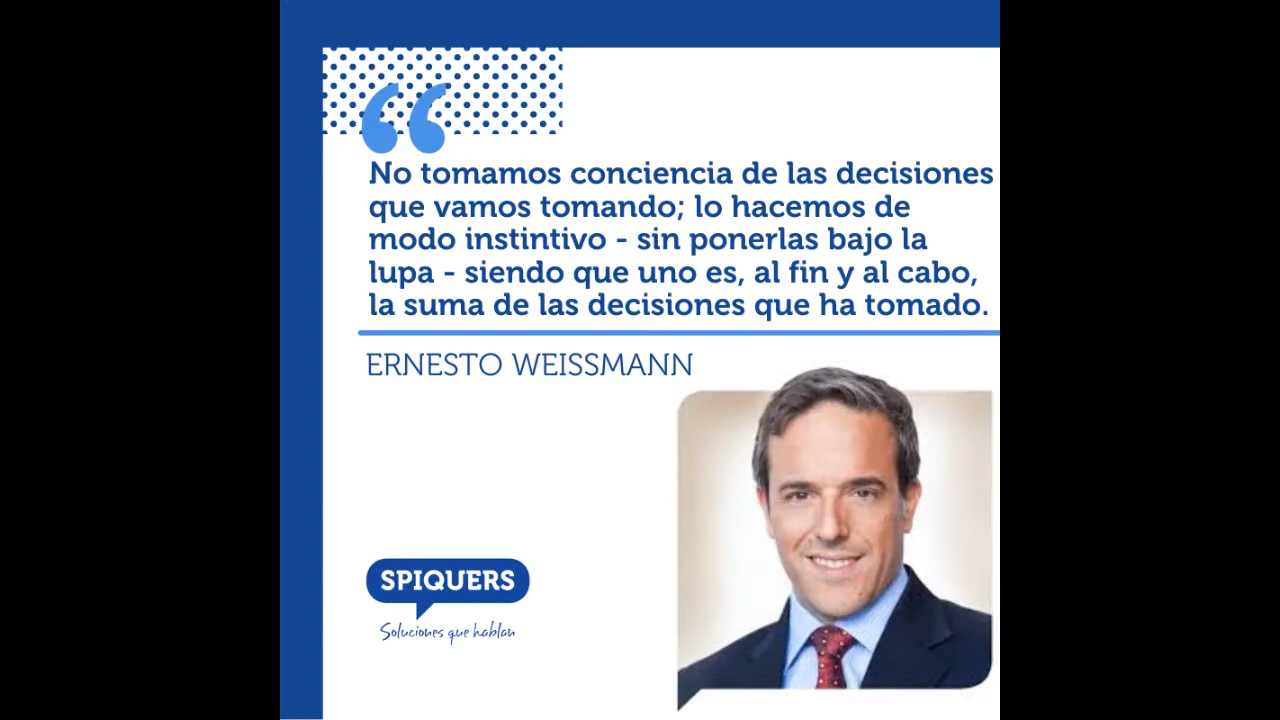 No tomamos conciencia de las decisiones
que vamos tomando; lo hacemos de
modo instintivo - sin ponerlas bajo la
lupa - siendo que uno es, al fin y al cabo,
la suma de las decisiones que ha tomado.
ERNESTO WEISSMANN
SPIQUERS
Soluciones que hablan